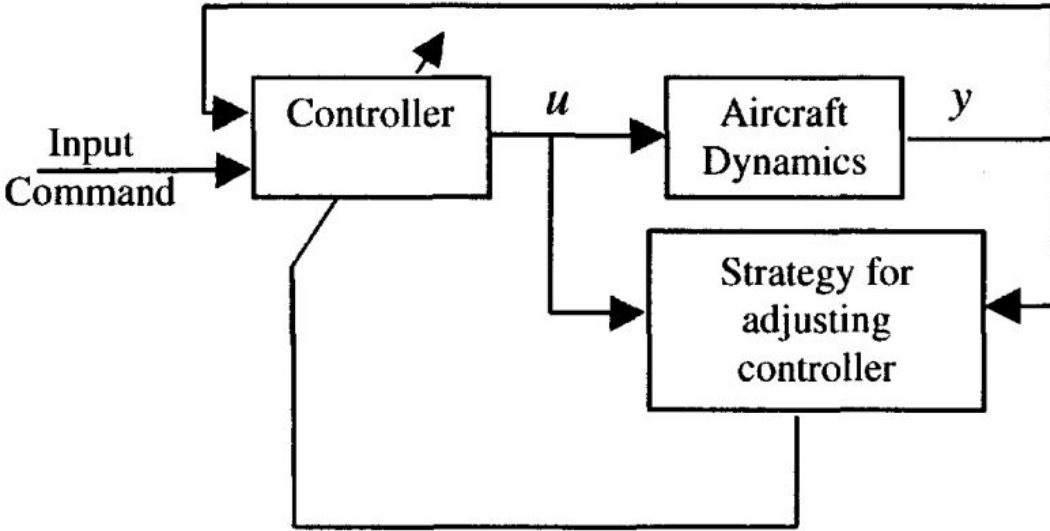 Controller
u
Aircraft
Dynamics
y
Input
Command
Strategy for
adjusting
controller